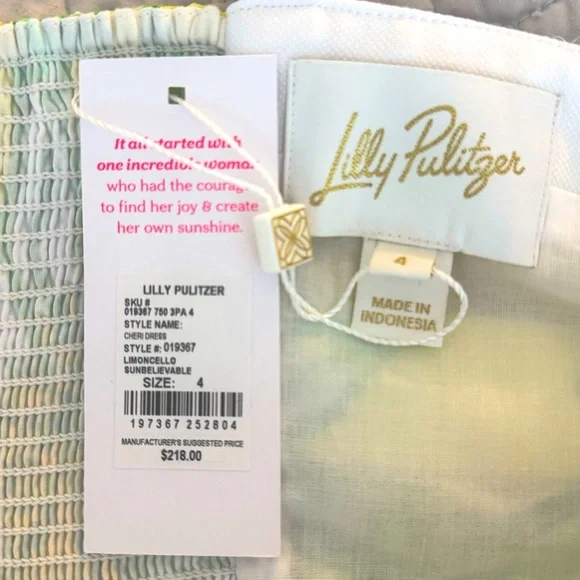 It all started with
one incredible woman
who had the courage
to find her joy & create
her own sunshine.
LILLY PULITZER
SKU #
019367 750 3PA 4
STYLE NAME:
CHERI DRESS
STYLE #: 019367
LIMONCELLO
SUNBELIEVABLE
SIZE: 4
197367 252804
MANUFACTURER'S SUGGESTED PRICE
$218.00
Lilly Pulitzer
4
MADE IN
INDONESIA